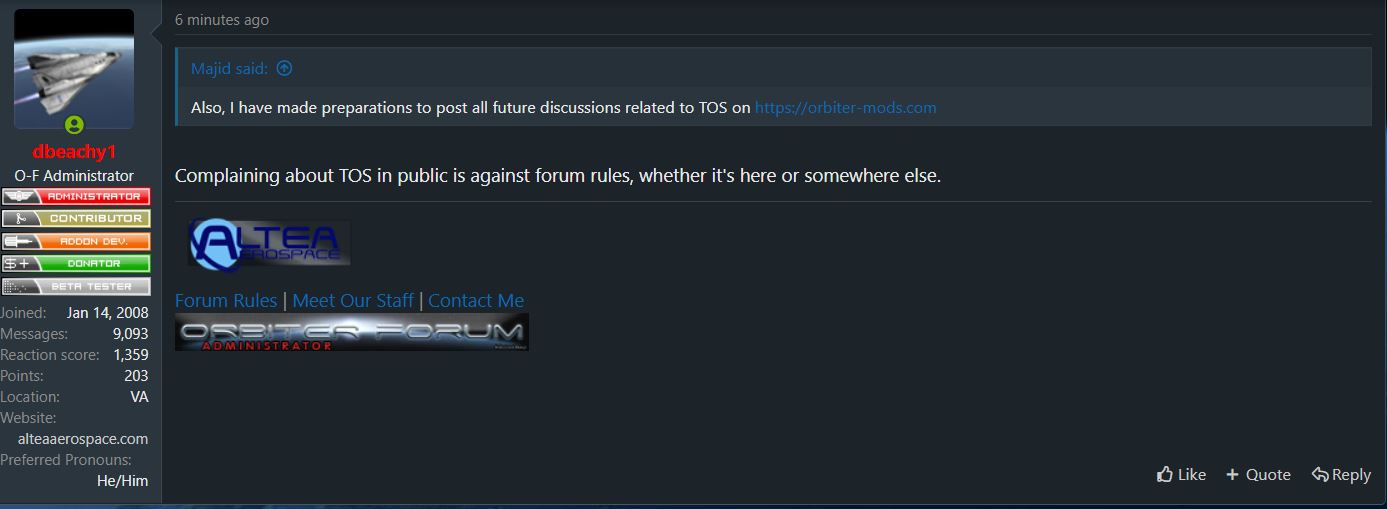 6 minutes ago
Majid said:
Also, I have made preparations to post all future discussions related to TOS on https://orbiter-mods.com
dbeachy1
O-F Administrator
ADMINISTRATOR
CONTRIBUTOR
ADDON DEV.
DONATOR
BETA TESTER
Joined: Jan 14, 2008
Messages: 9,093
Reaction score: 1,359
Points: 203
Location: VA
Website:
alteaaerospace.com
Preferred Pronouns:
He/Him
Complaining about TOS in public is against forum rules, whether it's here or somewhere else.
ALTEA
AEROSPACE
Forum Rules | Meet Our Staff | Contact Me
ORBITER FORUM
ADMINISTRATOR
Like + Quote Reply